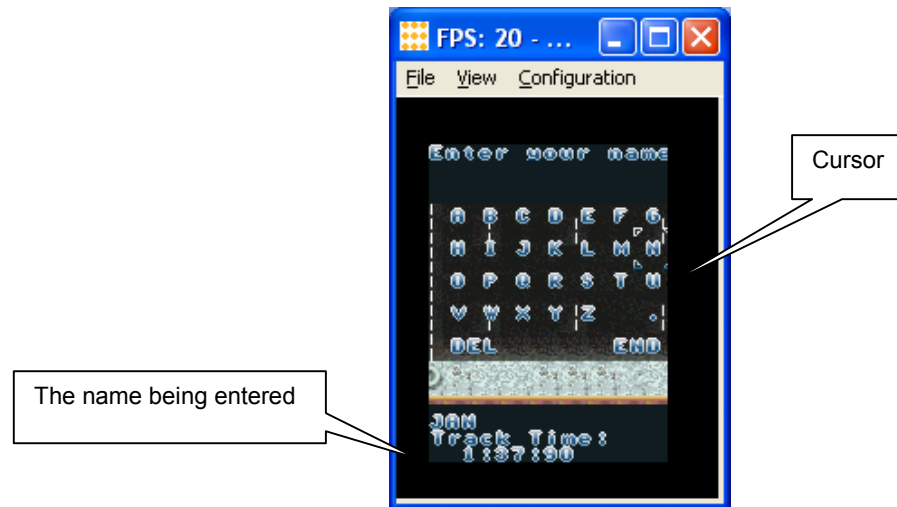 FPS: 20 - ...
File View Configuration
Enter your name
Cursor
A B C D E F G
H I J K L M N
O P Q R S T U
V W X Y Z .
DEL END
The name being entered
JAN
Track Time:
1:37:90